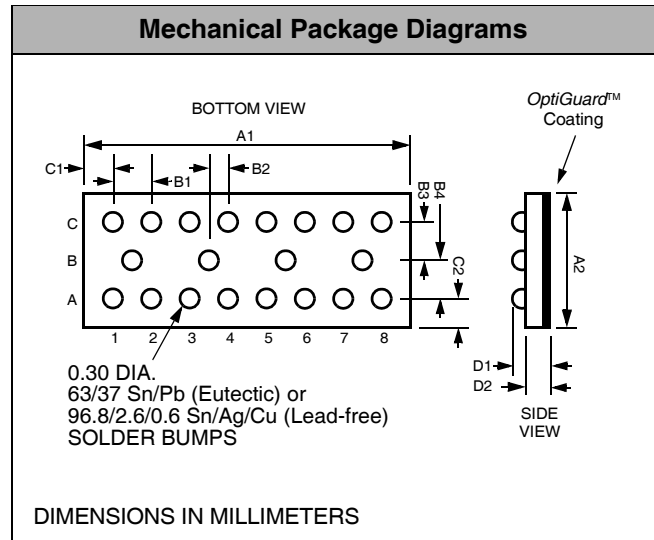 Mechanical Package Diagrams
BOTTOM VIEW
OptiGuard™
Coating
A1
C1
B1
B2
B3
B4
C
B
A
C2
A2
1 2 3 4 5 6 7 8
D1
D2
SIDE
VIEW
0.30 DIA.
63/37 Sn/Pb (Eutectic) or
96.8/2.6/0.6 Sn/Ag/Cu (Lead-free)
SOLDER BUMPS
DIMENSIONS IN MILLIMETERS